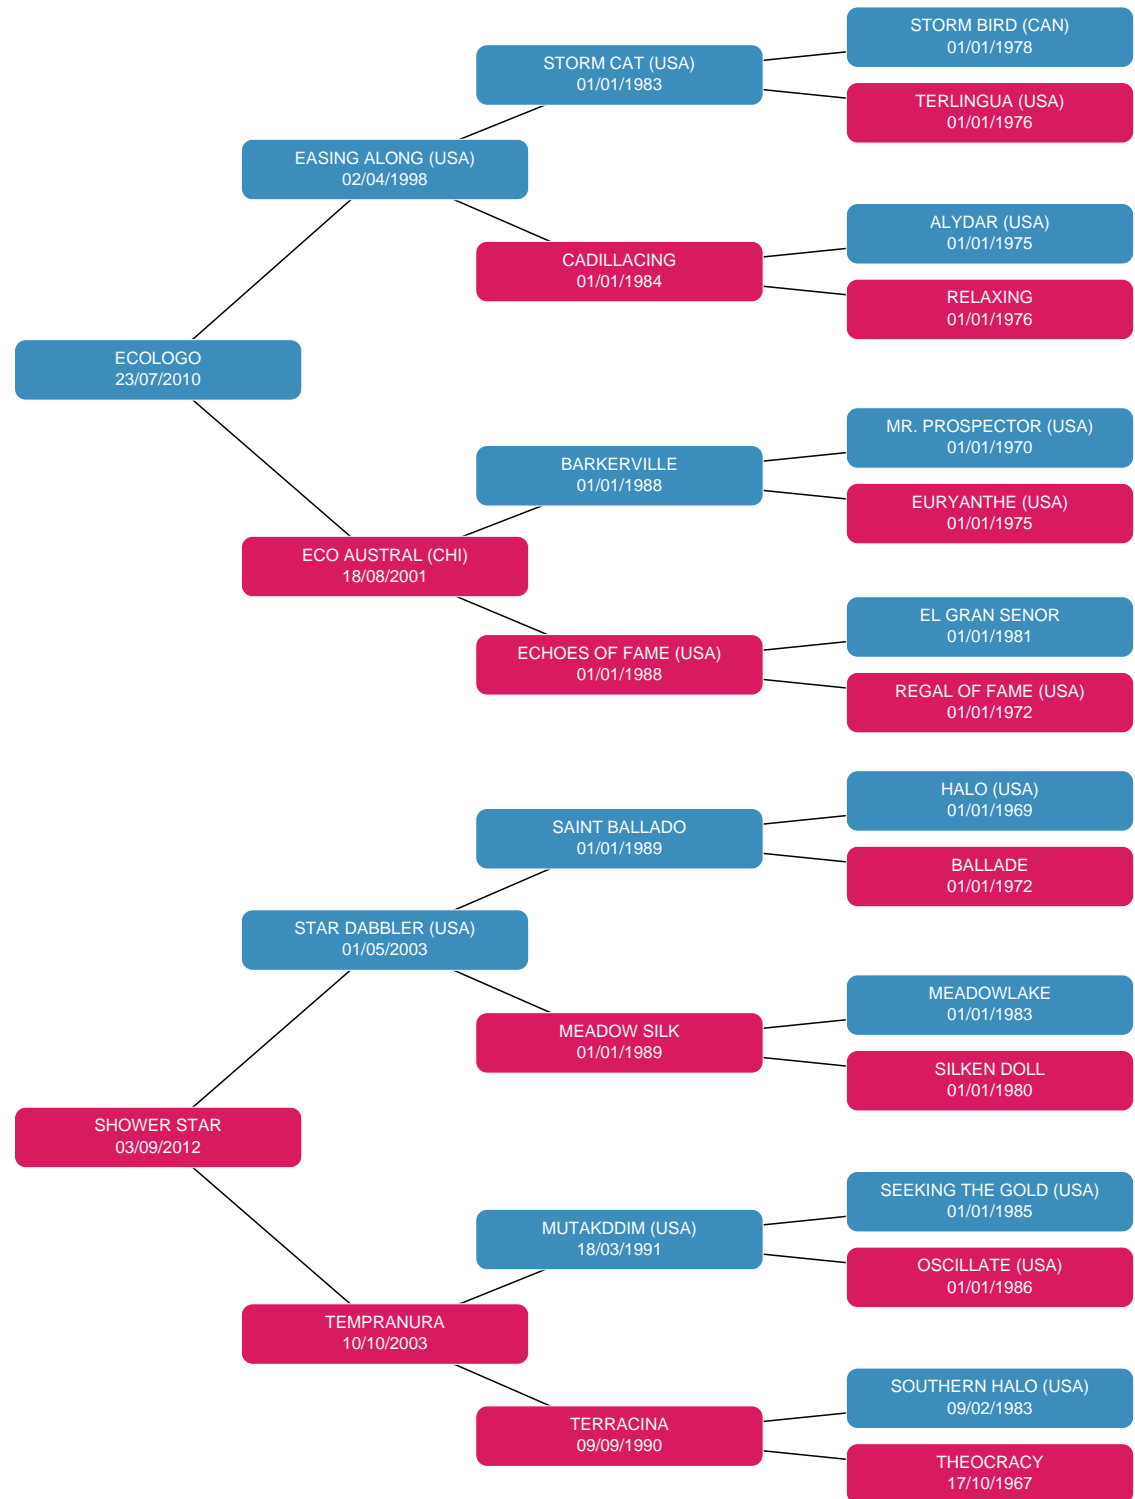 STORM BIRD (CAN)
01/01/1978
STORM CAT (USA)
01/01/1983
TERLINGUA (USA)
01/01/1976
EASING ALONG (USA)
02/04/1998
ALYDAR (USA)
01/01/1975
CADILLACING
01/01/1984
RELAXING
01/01/1976
ECOLOGO
23/07/2010
MR. PROSPECTOR (USA)
01/01/1970
BARKERVILLE
01/01/1988
EURYANTHE (USA)
01/01/1975
ECO AUSTRAL (CHI)
18/08/2001
EL GRAN SENOR
01/01/1981
ECHOES OF FAME (USA)
01/01/1988
REGAL OF FAME (USA)
01/01/1972
HALO (USA)
01/01/1969
SAINT BALLADO
01/01/1989
BALLADE
01/01/1972
STAR DABBLER (USA)
01/05/2003
MEADOWLAKE
01/01/1983
MEADOW SILK
01/01/1989
SILKEN DOLL
01/01/1980
SHOWER STAR
03/09/2012
SEEKING THE GOLD (USA)
01/01/1985
MUTAKDDIM (USA)
18/03/1991
OSCILLATE (USA)
01/01/1986
TEMPRANURA
10/10/2003
SOUTHERN HALO (USA)
09/02/1983
TERRACINA
09/09/1990
THEOCRACY
17/10/1967